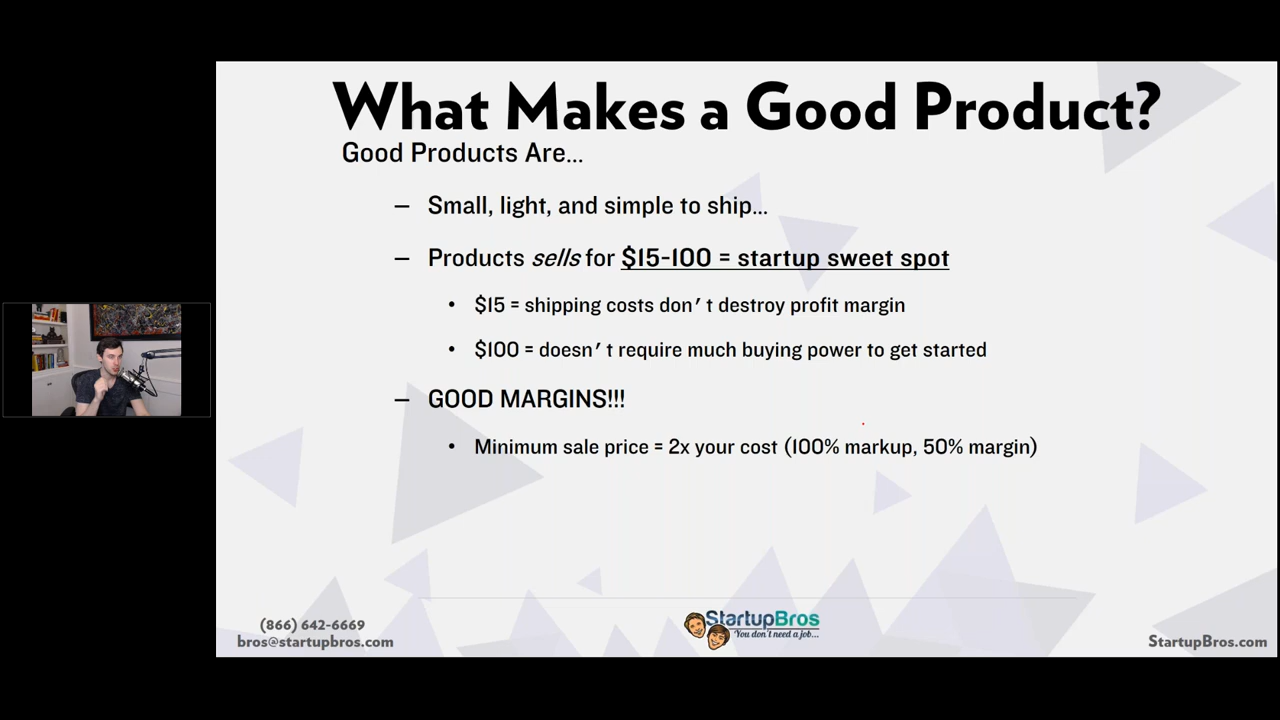 What Makes a Good Product?
Good Products Are...
– Small, light, and simple to ship...
– Products sells for $15-100 = startup sweet spot
• $15 = shipping costs don't destroy profit margin
• $100 = doesn't require much buying power to get started
– GOOD MARGINS!!!
• Minimum sale price = 2x your cost (100% markup, 50% margin)
(866) 642-6669
bros@startupbros.com
StartupBros
You don't need a job...
StartupBros.com